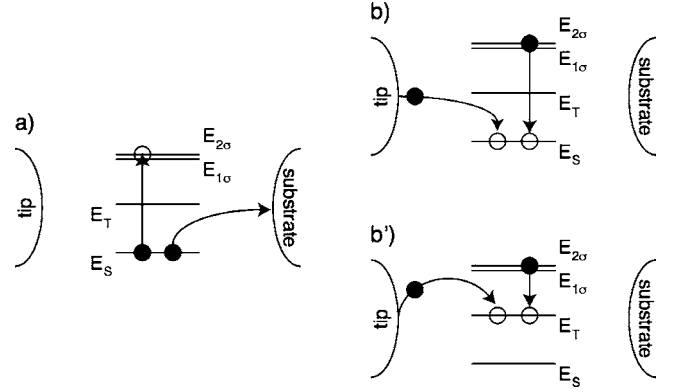 a)
tip
E2σ
E1σ
ET
ES
substrate
b)
tip
E2σ
E1σ
ET
ES
substrate
b')
tip
E2σ
E1σ
ET
ES
substrate